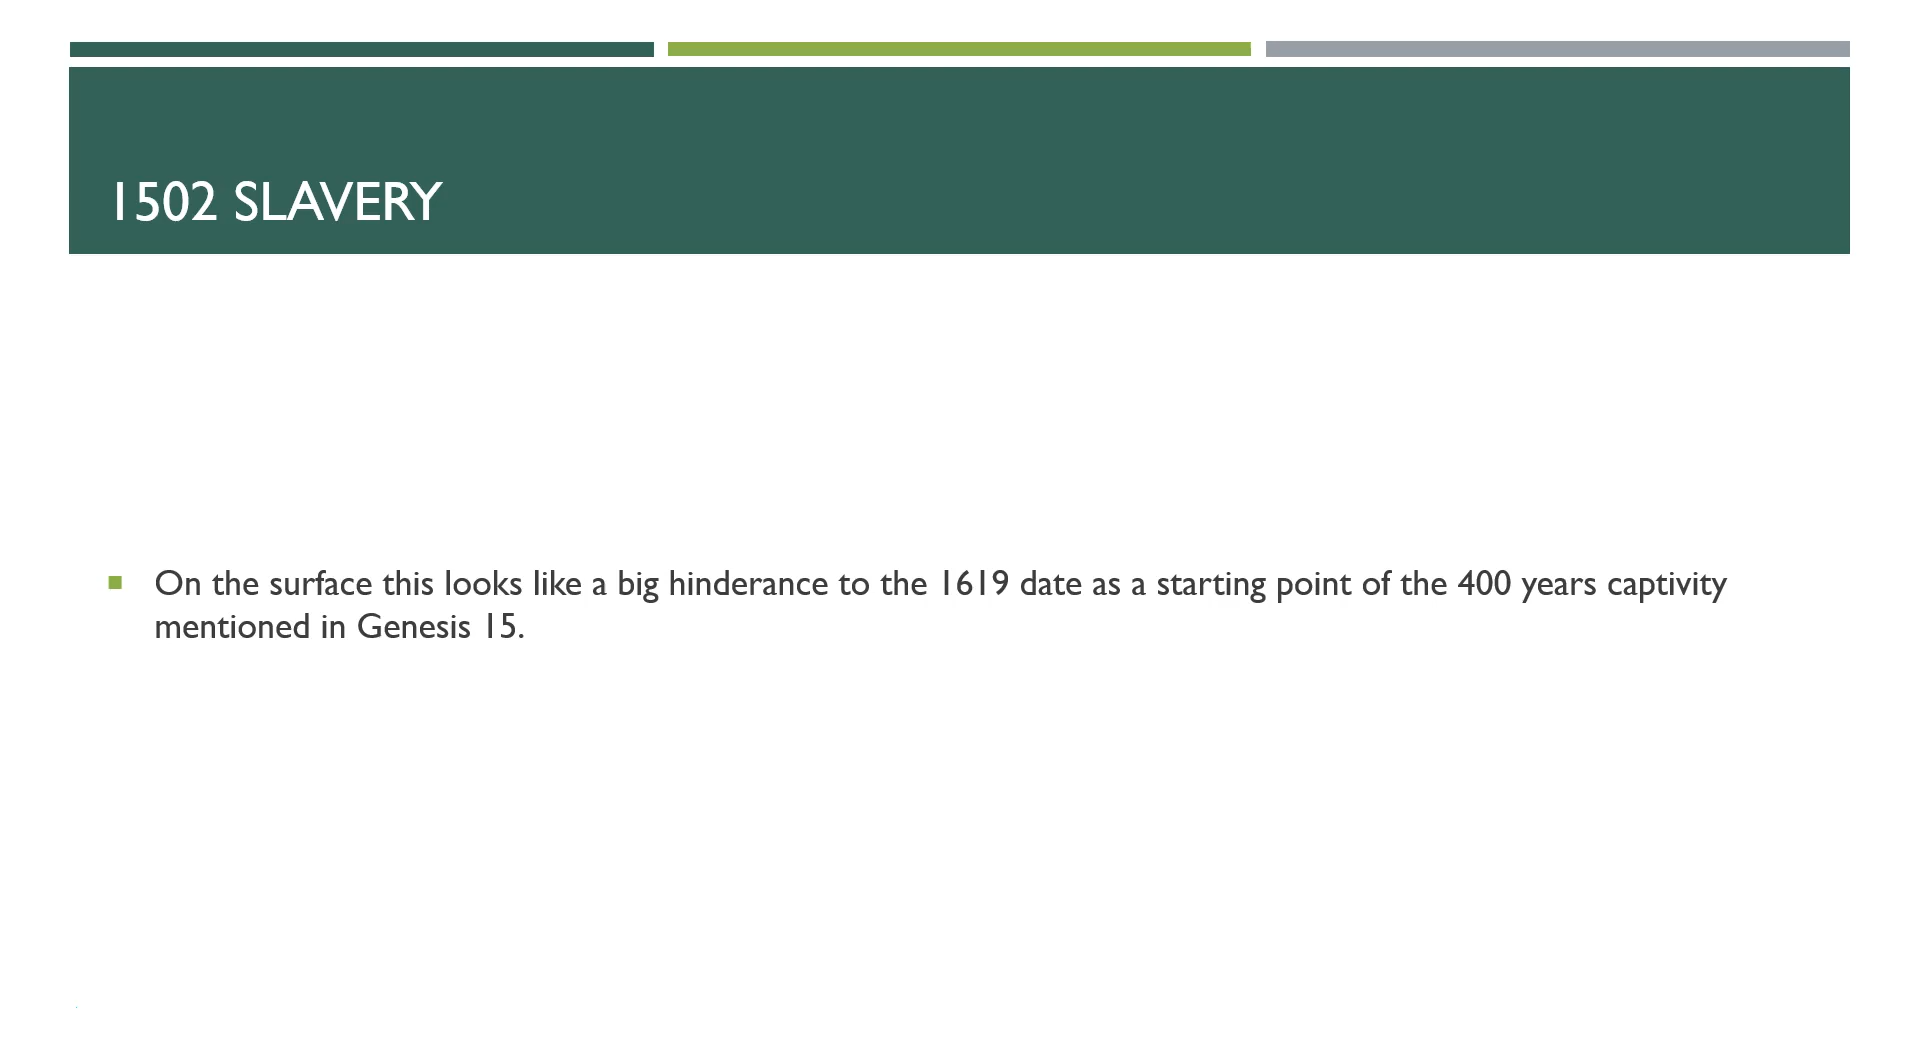 1502 SLAVERY
On the surface this looks like a big hinderance to the 1619 date as a starting point of the 400 years captivity
mentioned in Genesis 15.